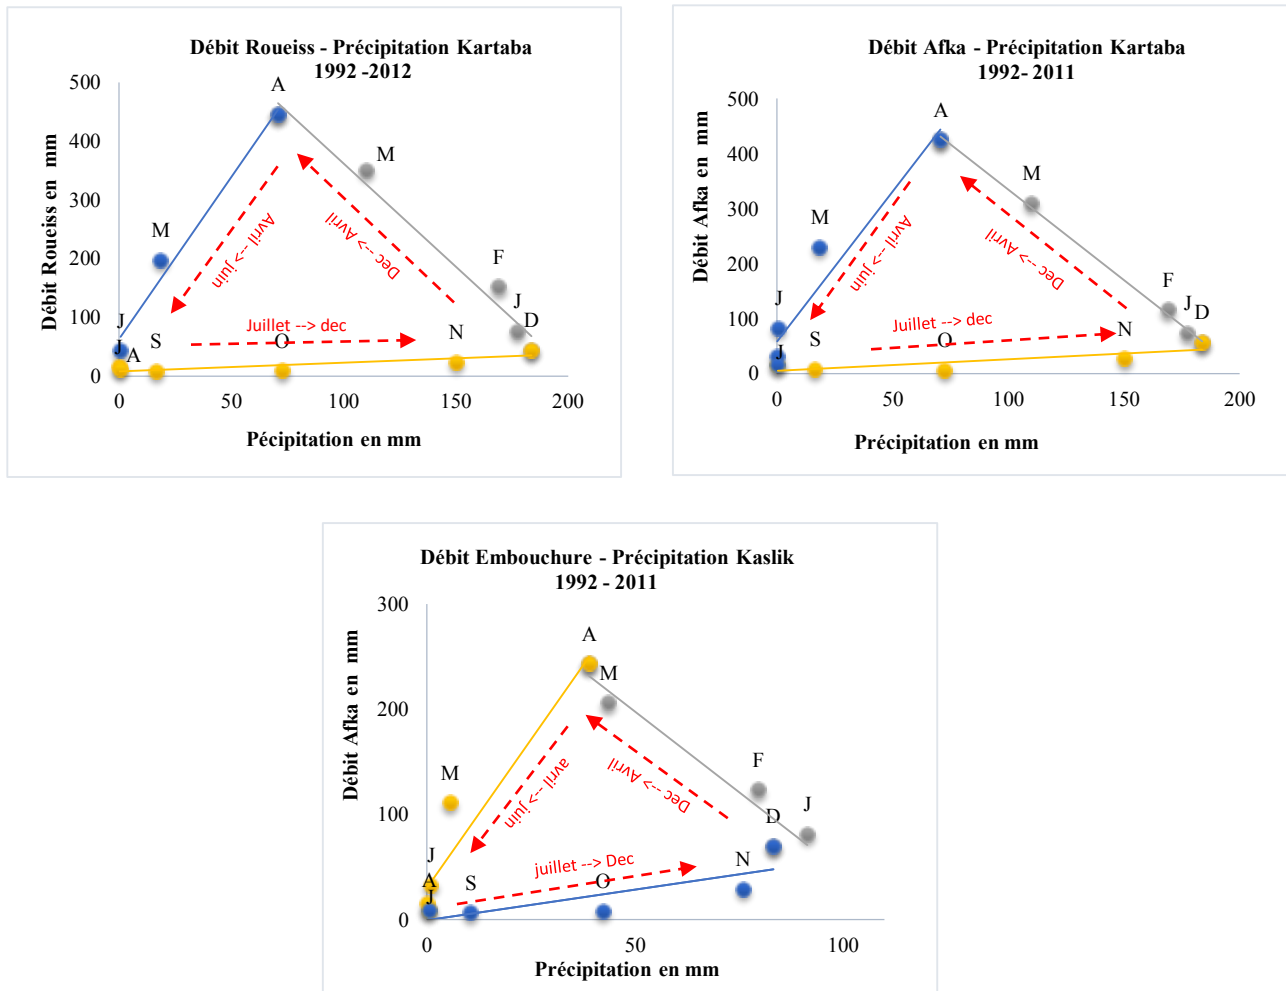 Débit Roueiss - Précipitation Kartaba
1992 -2012
Débit Roueiss en  mm
500
400
300
200
100
0
A
M
M
F
J
D
N
O
S
J
J
A
Avril --> juin
Dec --> Avril
Juillet --> dec
0
50
100
150
200
Pécipitation en mm
Débit Afka - Précipitation Kartaba
1992- 2011
Débit Afka en  mm
500
400
300
200
100
0
A
M
M
F
J
D
N
O
S
J
J
Avril --> juin
Dec --> Avril
Juillet --> dec
0
50
100
150
200
Précipitation en mm
Débit Embouchure - Précipitation Kaslik
1992 - 2011
Débit Afka en  mm
300
200
100
0
A
M
M
F
J
D
N
O
S
J
A
J
avril --> juin
Dec --> Avril
juillet --> Dec
0
50
100
Précipitation en mm